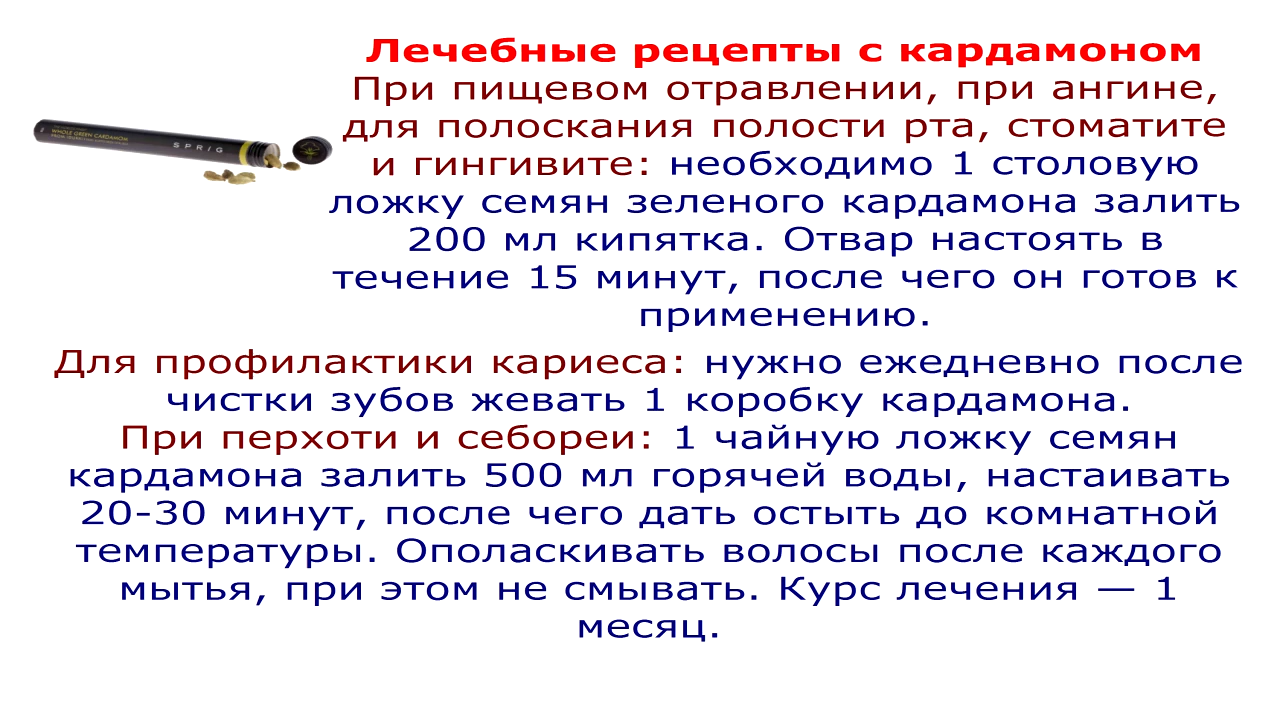 Лечебные рецепты с кардамоном
При пищевом отравлении, при ангине,
для полоскания полости рта, стоматите
и гингивите: необходимо 1 столовую
ложку семян зеленого кардамона залить
200 мл кипятка. Отвар настоять в
течение 15 минут, после чего он готов к
применению.
WHOLE GREEN CARDAMOM
SPRIG
Для профилактики кариеса: нужно ежедневно после
чистки зубов жевать 1 коробку кардамона.
При перхоти и себореи: 1 чайную ложку семян
кардамона залить 500 мл горячей воды, настаивать
20-30 минут, после чего дать остыть до комнатной
температуры. Ополаскивать волосы после каждого
мытья, при этом не смывать. Курс лечения — 1
месяц.